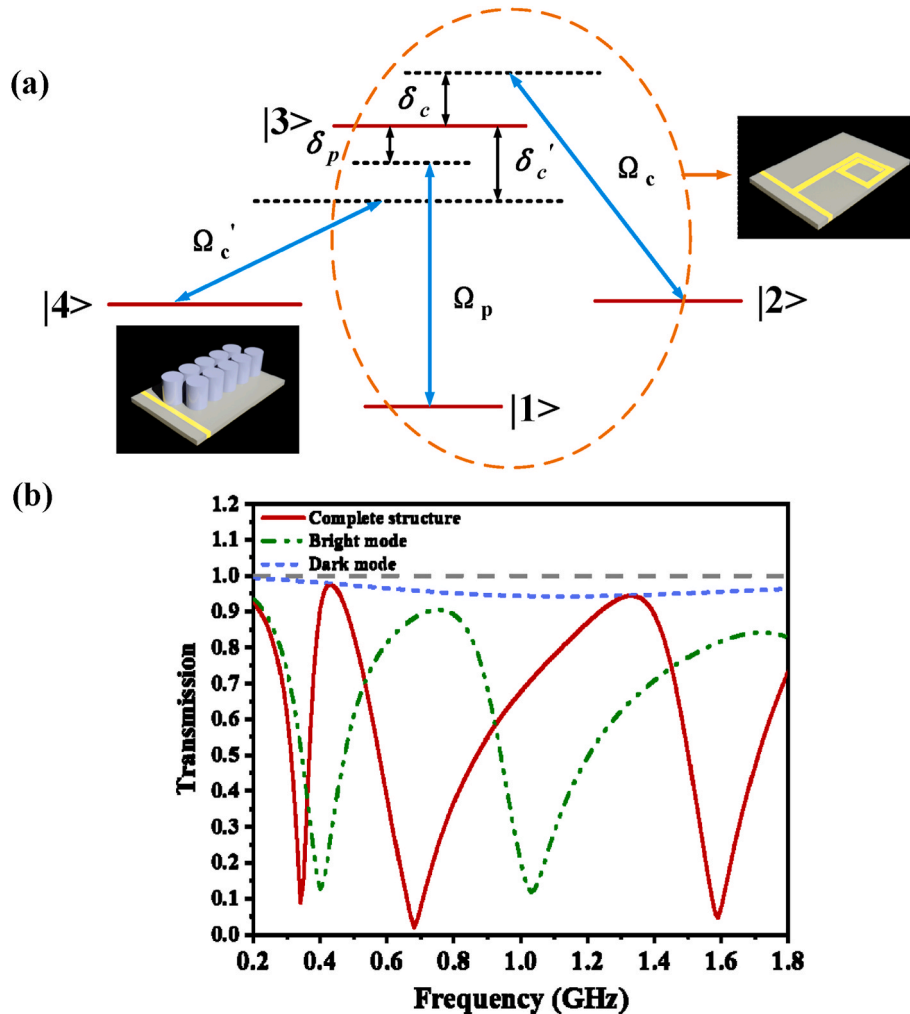 (a)
δc
|3>
δp
δc'
Ωc
Ωc'
|4>
Ωp
|2>
|1>
(b)
1.2
1.1
1.0
0.9
0.8
0.7
0.6
0.5
0.4
0.3
0.2
0.1
0.0
Transmission
Complete structure
Bright mode
Dark mode
0.2 0.4 0.6 0.8 1.0 1.2 1.4 1.6 1.8
Frequency (GHz)